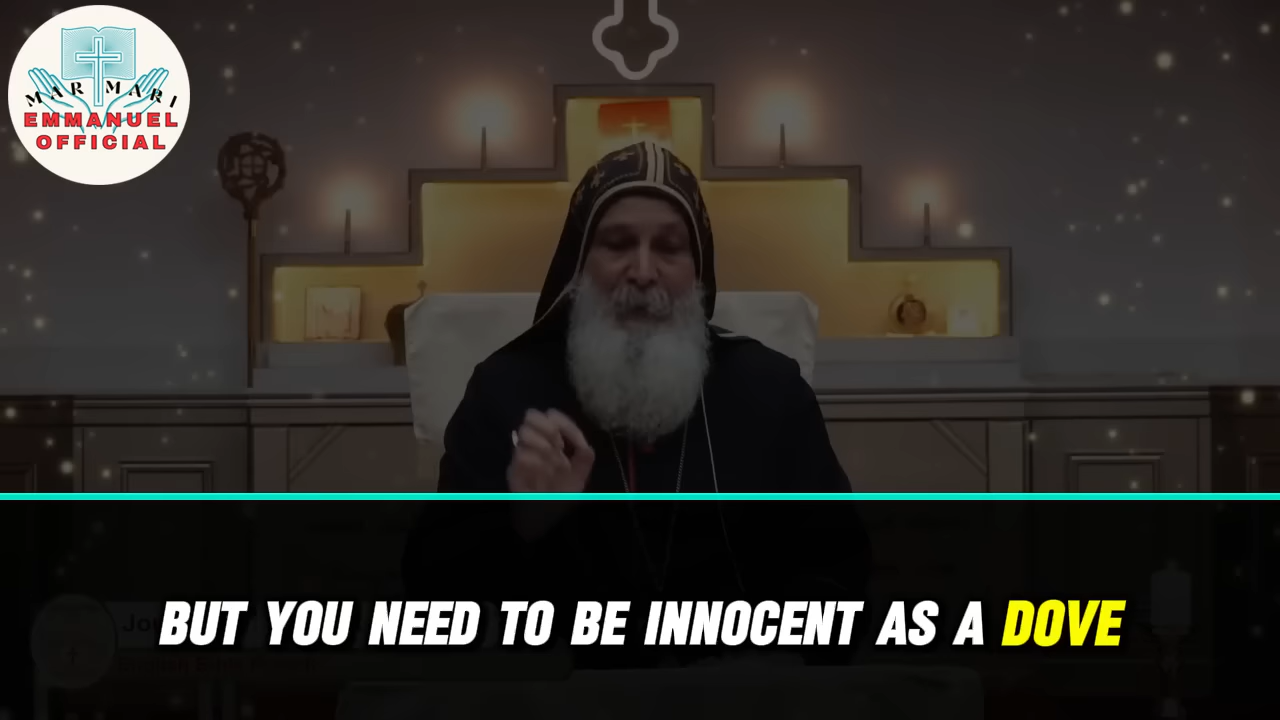 MAR MARI
EMMANUEL
OFFICIAL
BUT YOU NEED TO BE INNOCENT AS A DOVE